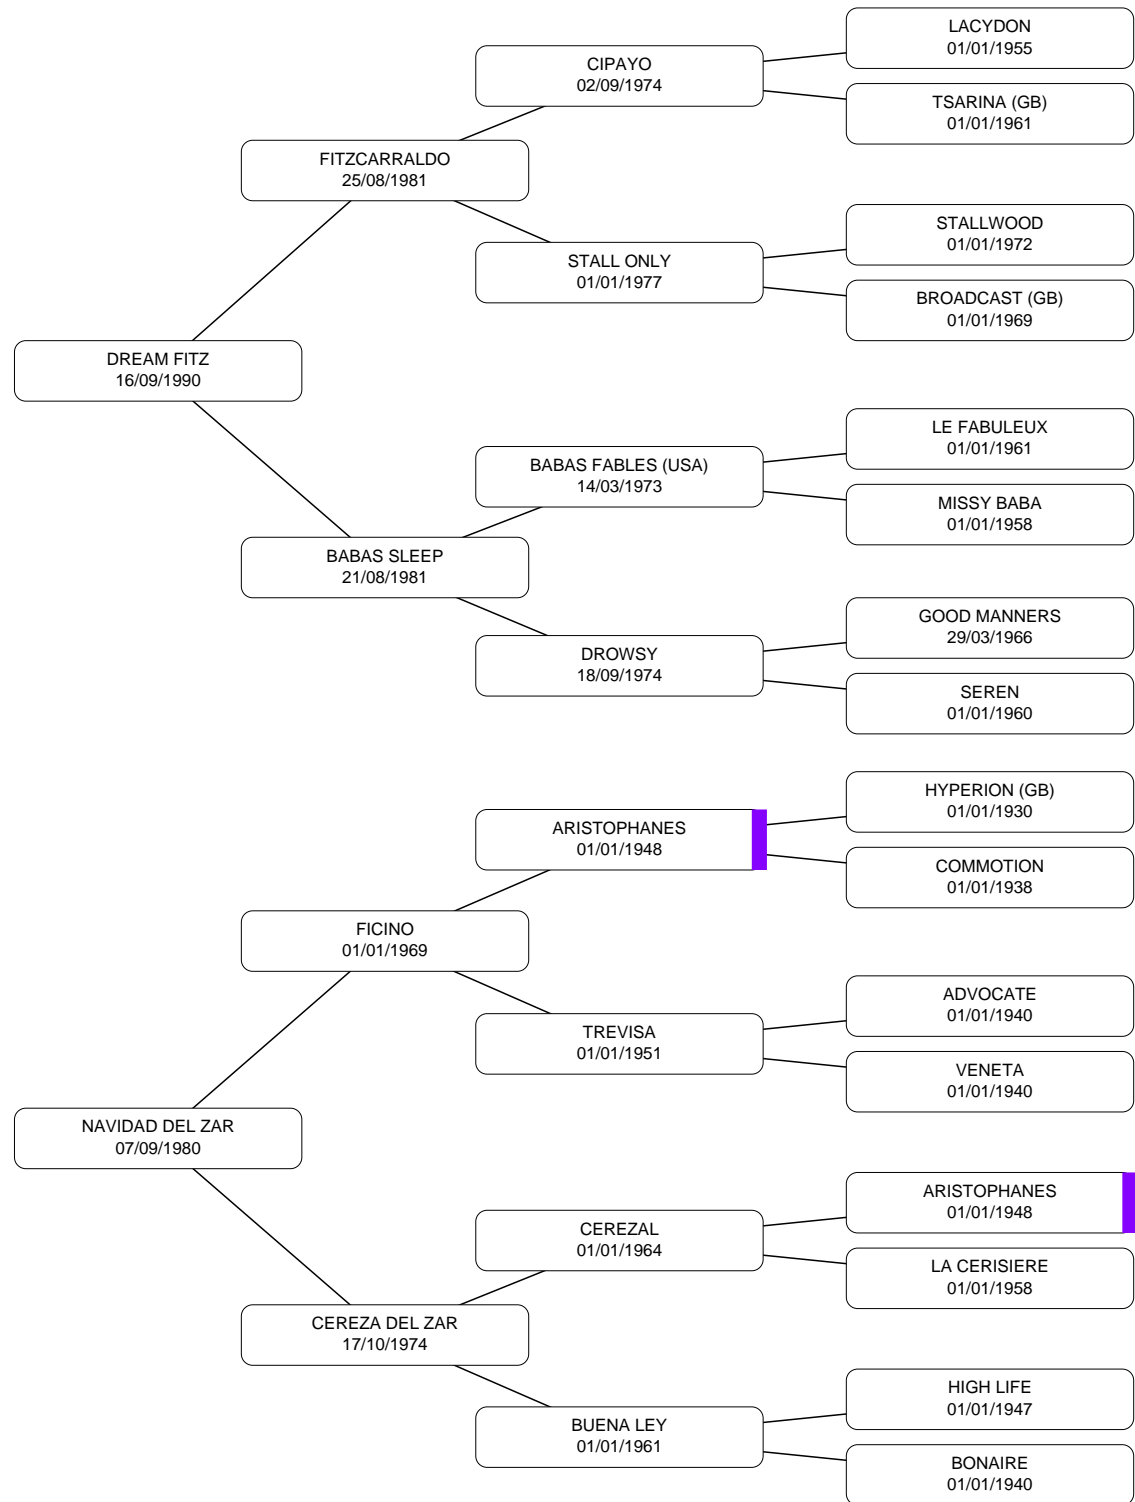 LACYDON
01/01/1955
CIPAYO
02/09/1974
TSARINA (GB)
01/01/1961
FITZCARRALDO
25/08/1981
STALLWOOD
01/01/1972
STALL ONLY
01/01/1977
BROADCAST (GB)
01/01/1969
DREAM FITZ
16/09/1990
LE FABULEUX
01/01/1961
BABAS FABLES (USA)
14/03/1973
MISSY BABA
01/01/1958
BABAS SLEEP
21/08/1981
GOOD MANNERS
29/03/1966
DROWSY
18/09/1974
SEREN
01/01/1960
HYPERION (GB)
01/01/1930
ARISTOPHANES
01/01/1948
COMMOTION
01/01/1938
FICINO
01/01/1969
ADVOCATE
01/01/1940
TREVISA
01/01/1951
VENETA
01/01/1940
NAVIDAD DEL ZAR
07/09/1980
ARISTOPHANES
01/01/1948
CEREZAL
01/01/1964
LA CERISIERE
01/01/1958
CEREZA DEL ZAR
17/10/1974
HIGH LIFE
01/01/1947
BUENA LEY
01/01/1961
BONAIRE
01/01/1940